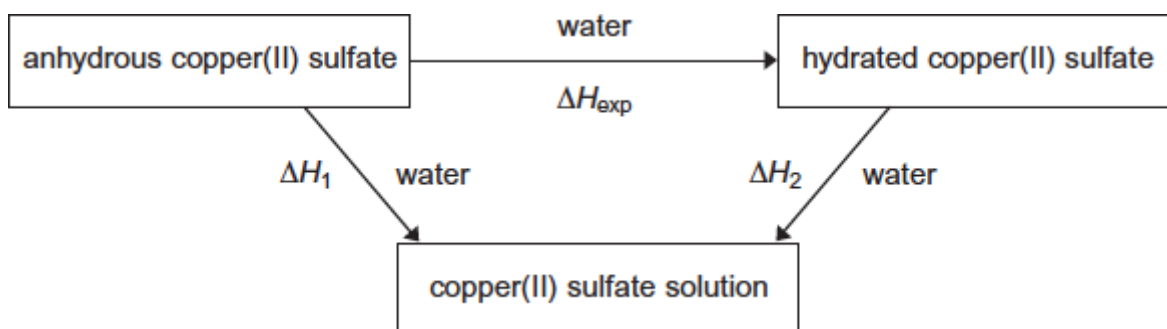 water
anhydrous copper(II) sulfate
hydrated copper(II) sulfate
ΔHexp
ΔH1
water
ΔH2
water
copper(II) sulfate solution